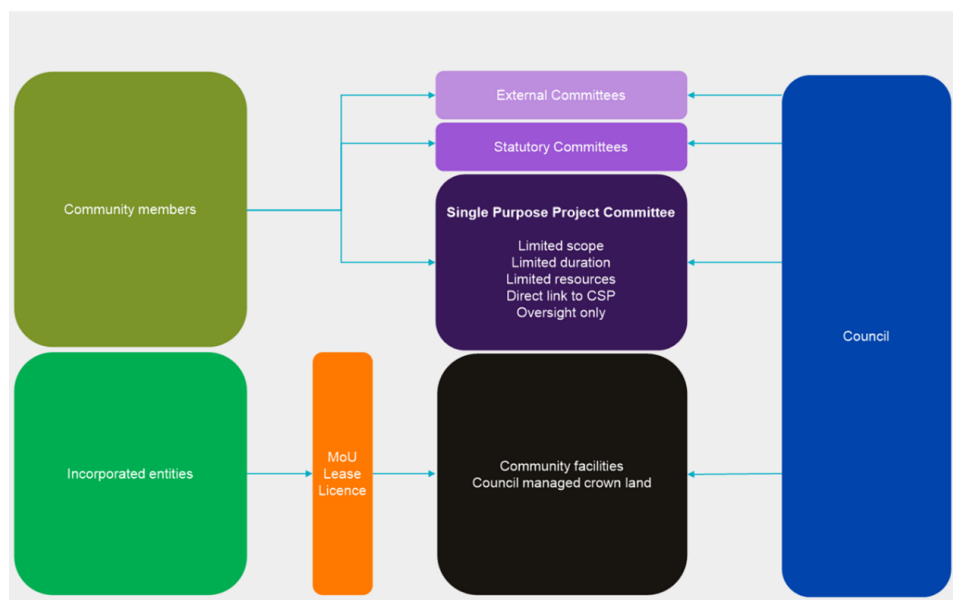 External Committees
Statutory Committees
Community members
Single Purpose Project Committee
Limited scope
Limited duration
Limited resources
Direct link to CSP
Oversight only
Council
Incorporated entities
MoU
Lease
Licence
Community facilities
Council managed crown land